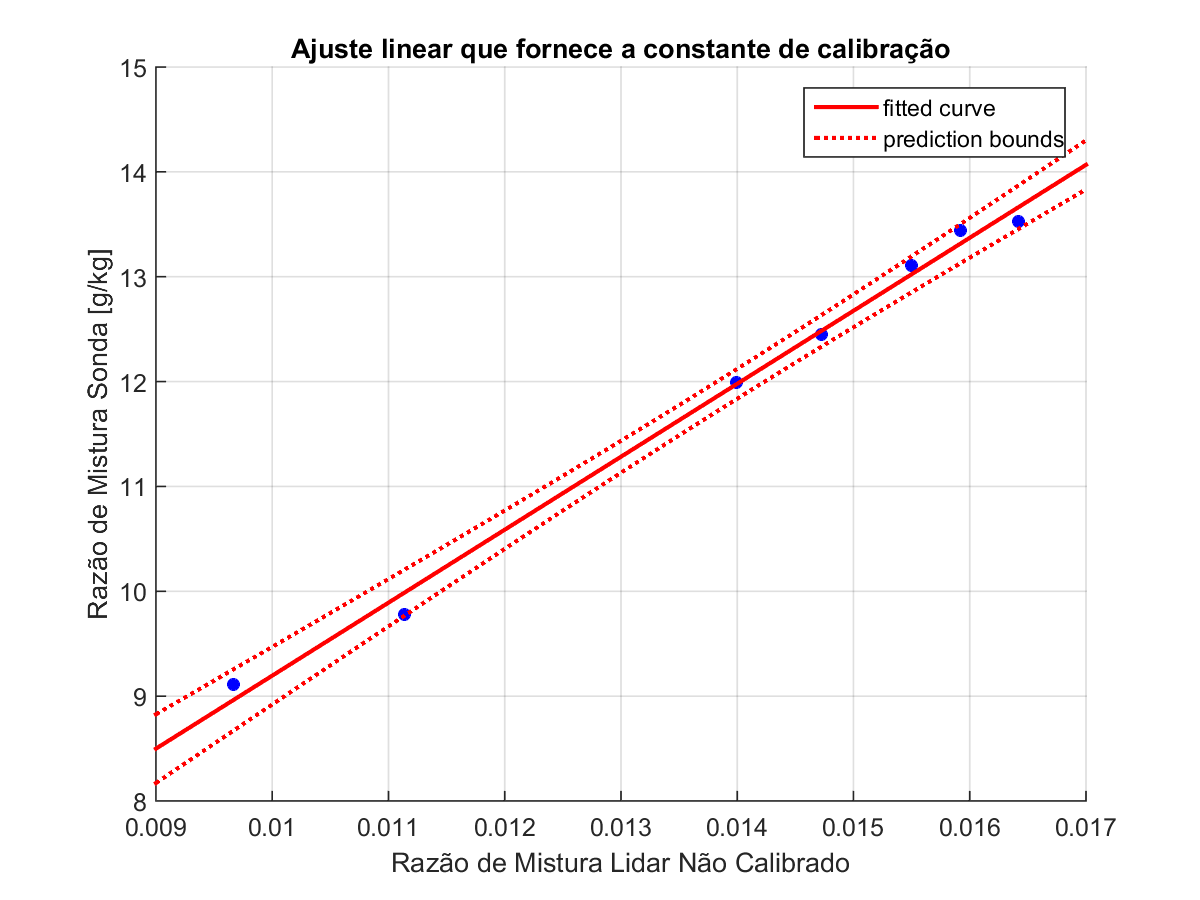 Ajuste linear que fornece a constante de calibração
fitted curve
prediction bounds
15
14
13
12
11
10
9
8
Razão de Mistura Sonda [g/kg]
0.009 0.01 0.011 0.012 0.013 0.014 0.015 0.016 0.017
Razão de Mistura Lidar Não Calibrado